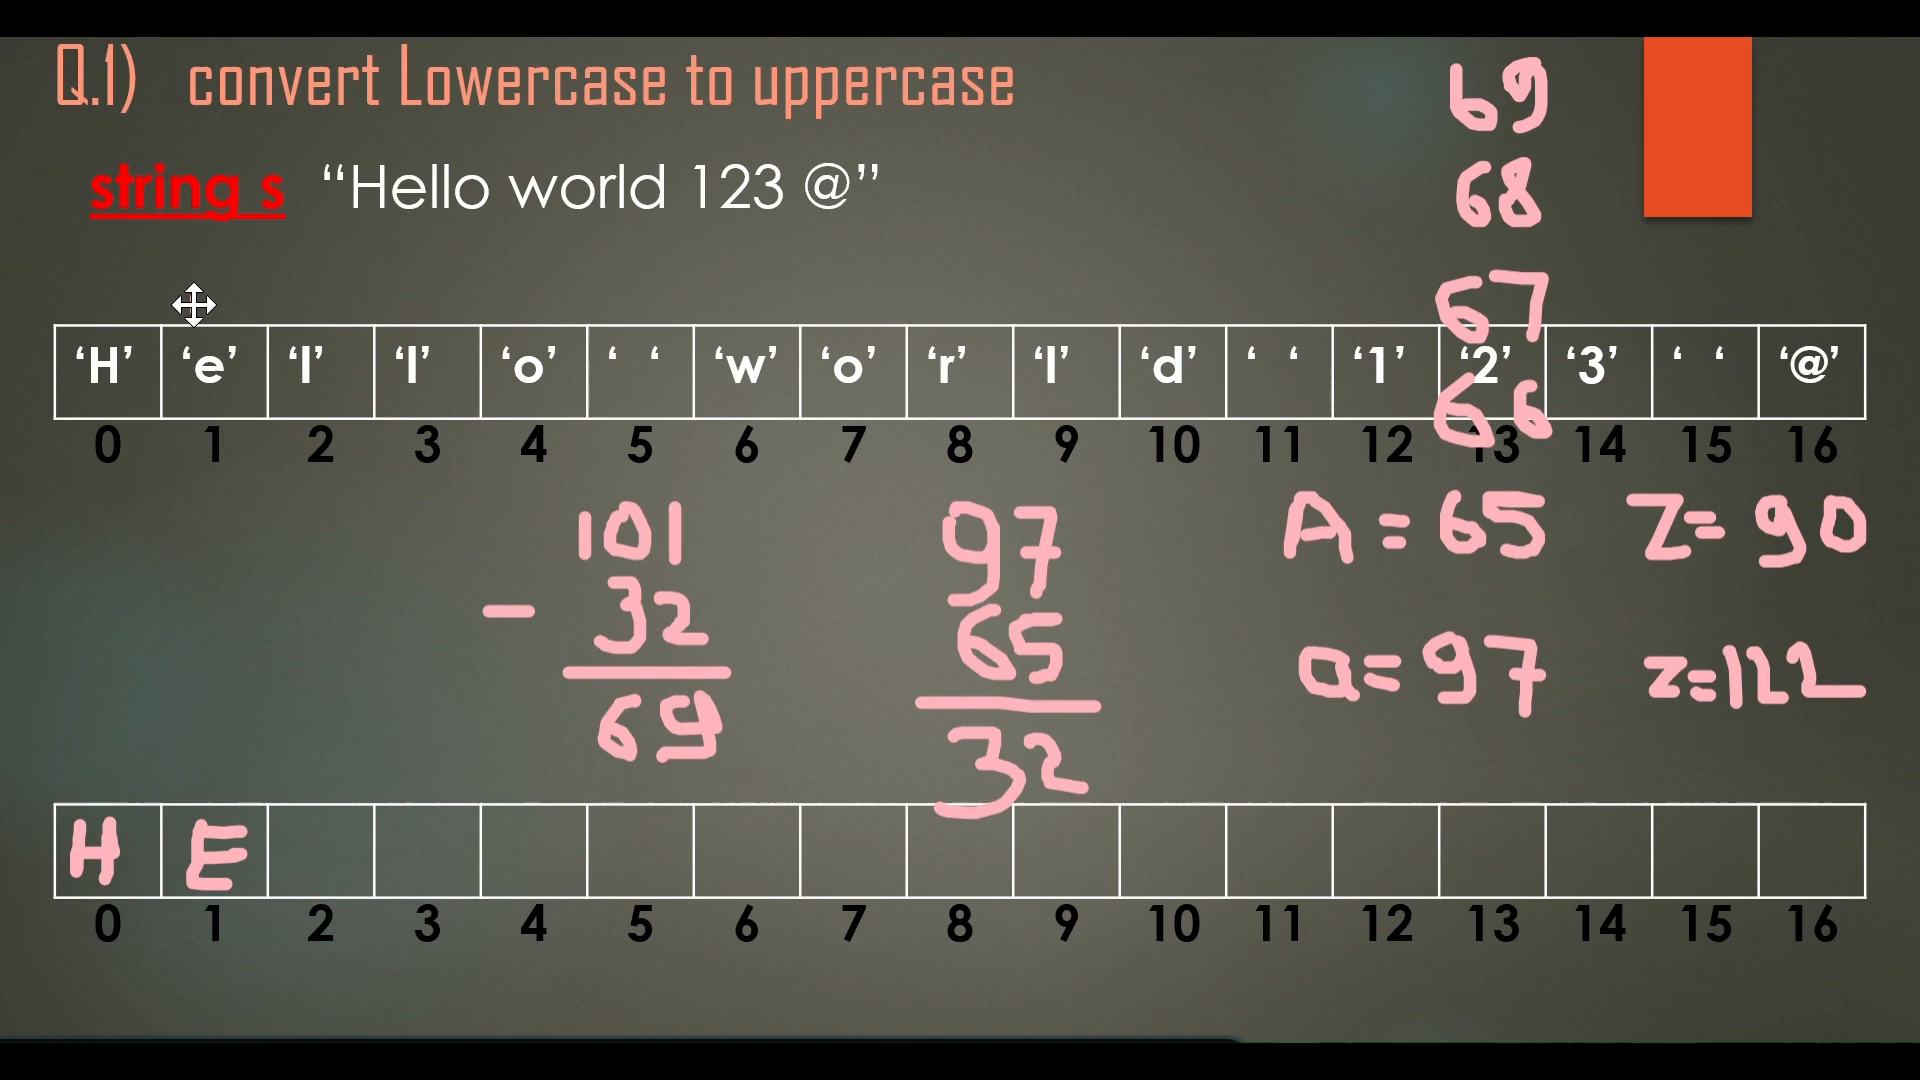 Q.1) convert Lowercase to uppercase
string s “Hello world 123 @”
69
68
67
66
‘H’ ‘e’ ‘l’ ‘l’ ‘o’ ‘ ‘ ‘w’ ‘o’ ‘r’ ‘l’ ‘d’ ‘ ‘ ‘1’ ‘2’ ‘3’ ‘ ‘ ‘@’
0 1 2 3 4 5 6 7 8 9 10 11 12 13 14 15 16
A = 65 Z = 90
a = 97 z = 122
101
- 32
69
97
65
32
H E
0 1 2 3 4 5 6 7 8 9 10 11 12 13 14 15 16